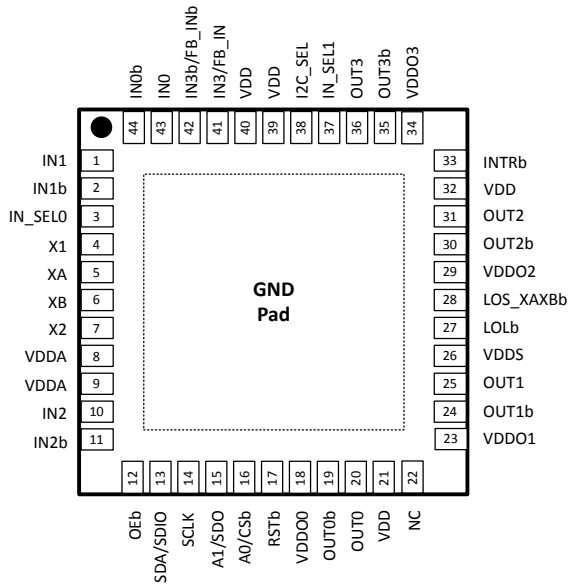 IN0b
IN0
IN3b/FB_INb
IN3/FB_IN
VDD
VDD
I2C_SEL
IN_SEL1
OUT3
OUT3b
VDDO3
44
43
42
41
40
39
38
37
36
35
34
IN1 1
IN1b 2
IN_SEL0 3
X1 4
XA 5
XB 6
X2 7
VDDA 8
VDDA 9
IN2 10
IN2b 11
GND
Pad
33 INTRb
32 VDD
31 OUT2
30 OUT2b
29 VDDO2
28 LOS_XAXBb
27 LOLb
26 VDDS
25 OUT1
24 OUT1b
23 VDDO1
12
13
14
15
16
17
18
19
20
21
22
OEb
SDA/SDIO
SCLK
A1/SDO
A0/CSb
RSTb
VDDO0
OUT0b
OUT0
VDD
NC